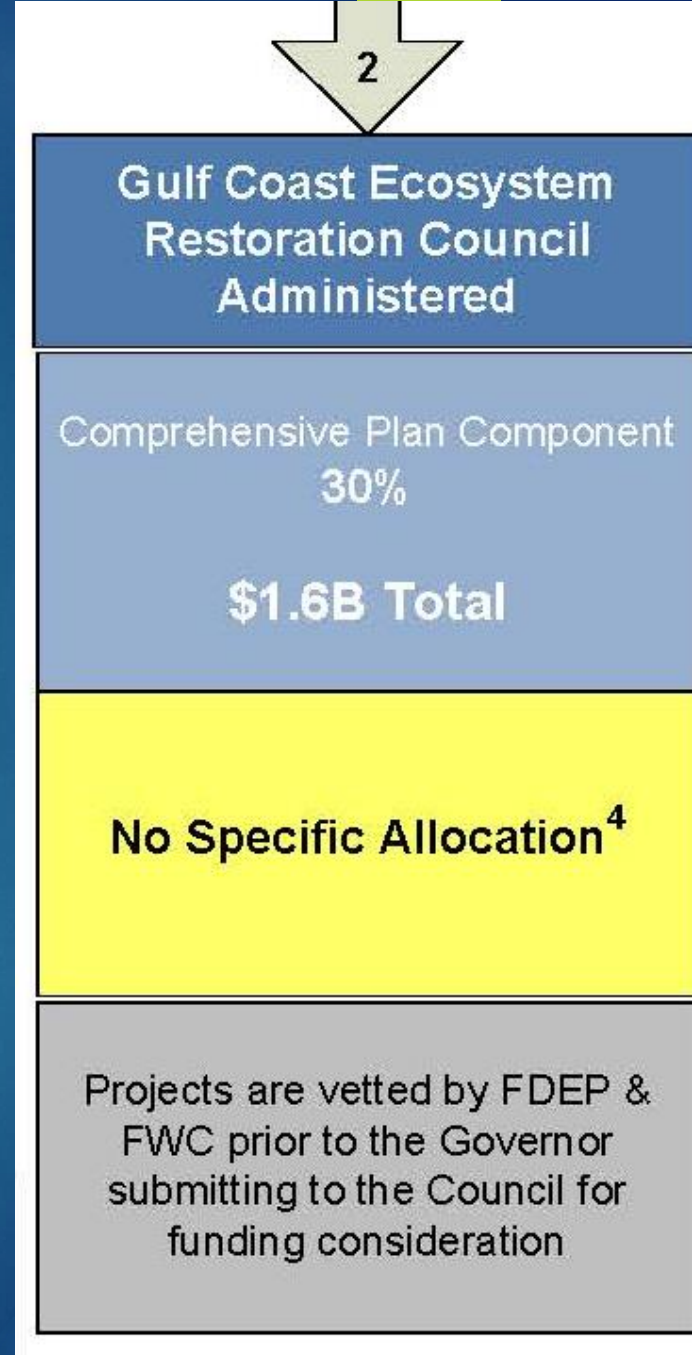 2
Gulf Coast Ecosystem
Restoration Council
Administered
Comprehensive Plan Component
30%
$1.6B Total
No Specific Allocation⁴
Projects are vetted by FDEP &
FWC prior to the Governor
submitting to the Council for
funding consideration